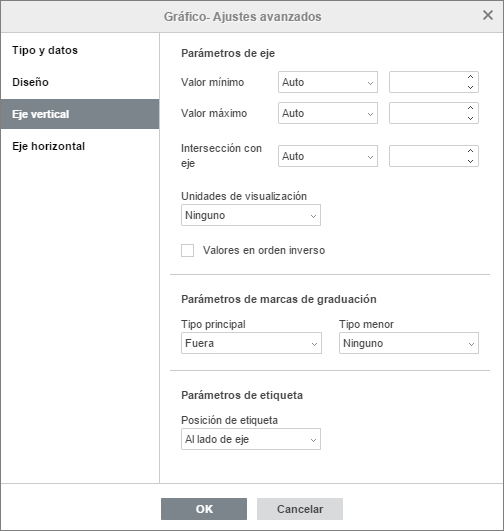 Gráfico- Ajustes avanzados
Tipo y datos
Diseño
Eje vertical
Eje horizontal
Parámetros de eje
Valor mínimo Auto
Valor máximo Auto
Intersección con eje Auto
Unidades de visualización
Ninguno
Valores en orden inverso
Parámetros de marcas de graduación
Tipo principal Tipo menor
Fuera Ninguno
Parámetros de etiqueta
Posición de etiqueta
Al lado de eje
OK Cancelar